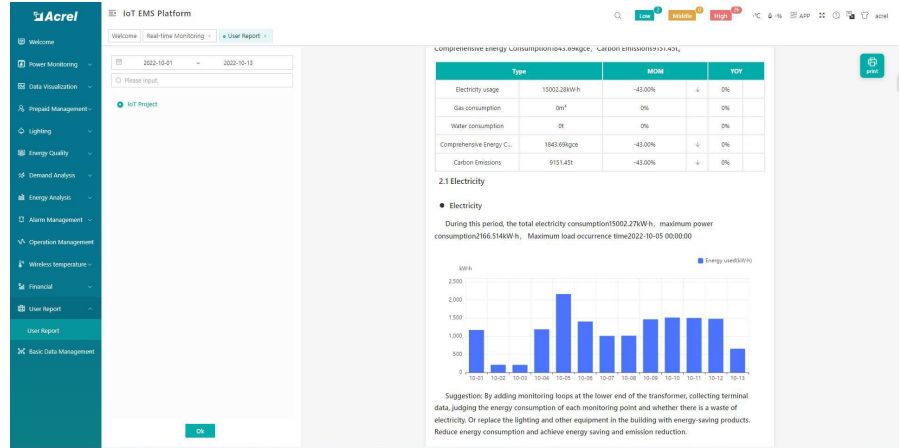 Acrel
IoT EMS Platform
Low 2
Middle 0
High 29
-℃
-%
APP
acrel
Welcome
Real-time Monitoring ×
User Report ×
Welcome
Power Monitoring
Data Visualization
Prepaid Management
Lighting
Energy Quality
Demand Analysis
Energy Analysis
Alarm Management
Operation Management
Wireless temperature
Financial
User Report
User Report
Basic Data Management
2022-10-01 ~ 2022-10-13
Please input
IoT Project
Ok
print
Comprehensive Energy Consumption1843.69kgce, Carbon Emissions9151.45t,
Type MOM YOY
Electricity usage 15002.28kW·h -43.00% ↓ 0%
Gas consumption 0m³ 0% 0%
Water consumption 0t 0% 0%
Comprehensive Energy C... 1843.69kgce -43.00% ↓ 0%
Carbon Emissions 9151.45t -43.00% ↓ 0%
2.1 Electricity
● Electricity
During this period, the total electricity consumption15002.27kW·h, maximum power
consumption2166.514kW·h, Maximum load occurrence time2022-10-05 00:00:00
Energy used(kW·h)
kW·h
2,500
2,000
1,500
1,000
500
0
10-01 10-02 10-03 10-04 10-05 10-06 10-07 10-08 10-09 10-10 10-11 10-12 10-13
Suggestion: By adding monitoring loops at the lower end of the transformer, collecting terminal
data, judging the energy consumption of each monitoring point and whether there is a waste of
electricity. Or replace the lighting and other equipment in the building with energy-saving products.
Reduce energy consumption and achieve energy saving and emission reduction.